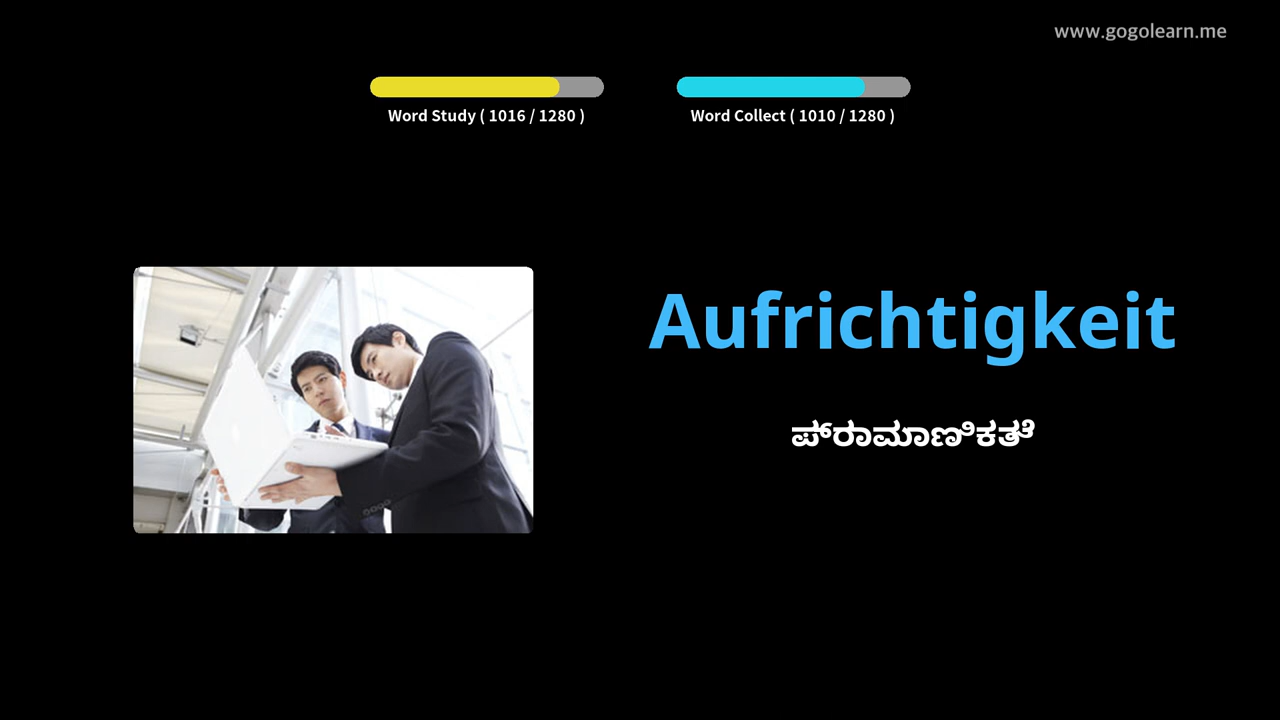 www.gogolearn.me
Word Study ( 1016 / 1280 )
Word Collect ( 1010 / 1280 )
Aufrichtigkeit
ಪ್ರಾಮಾಣಿಕತೆ